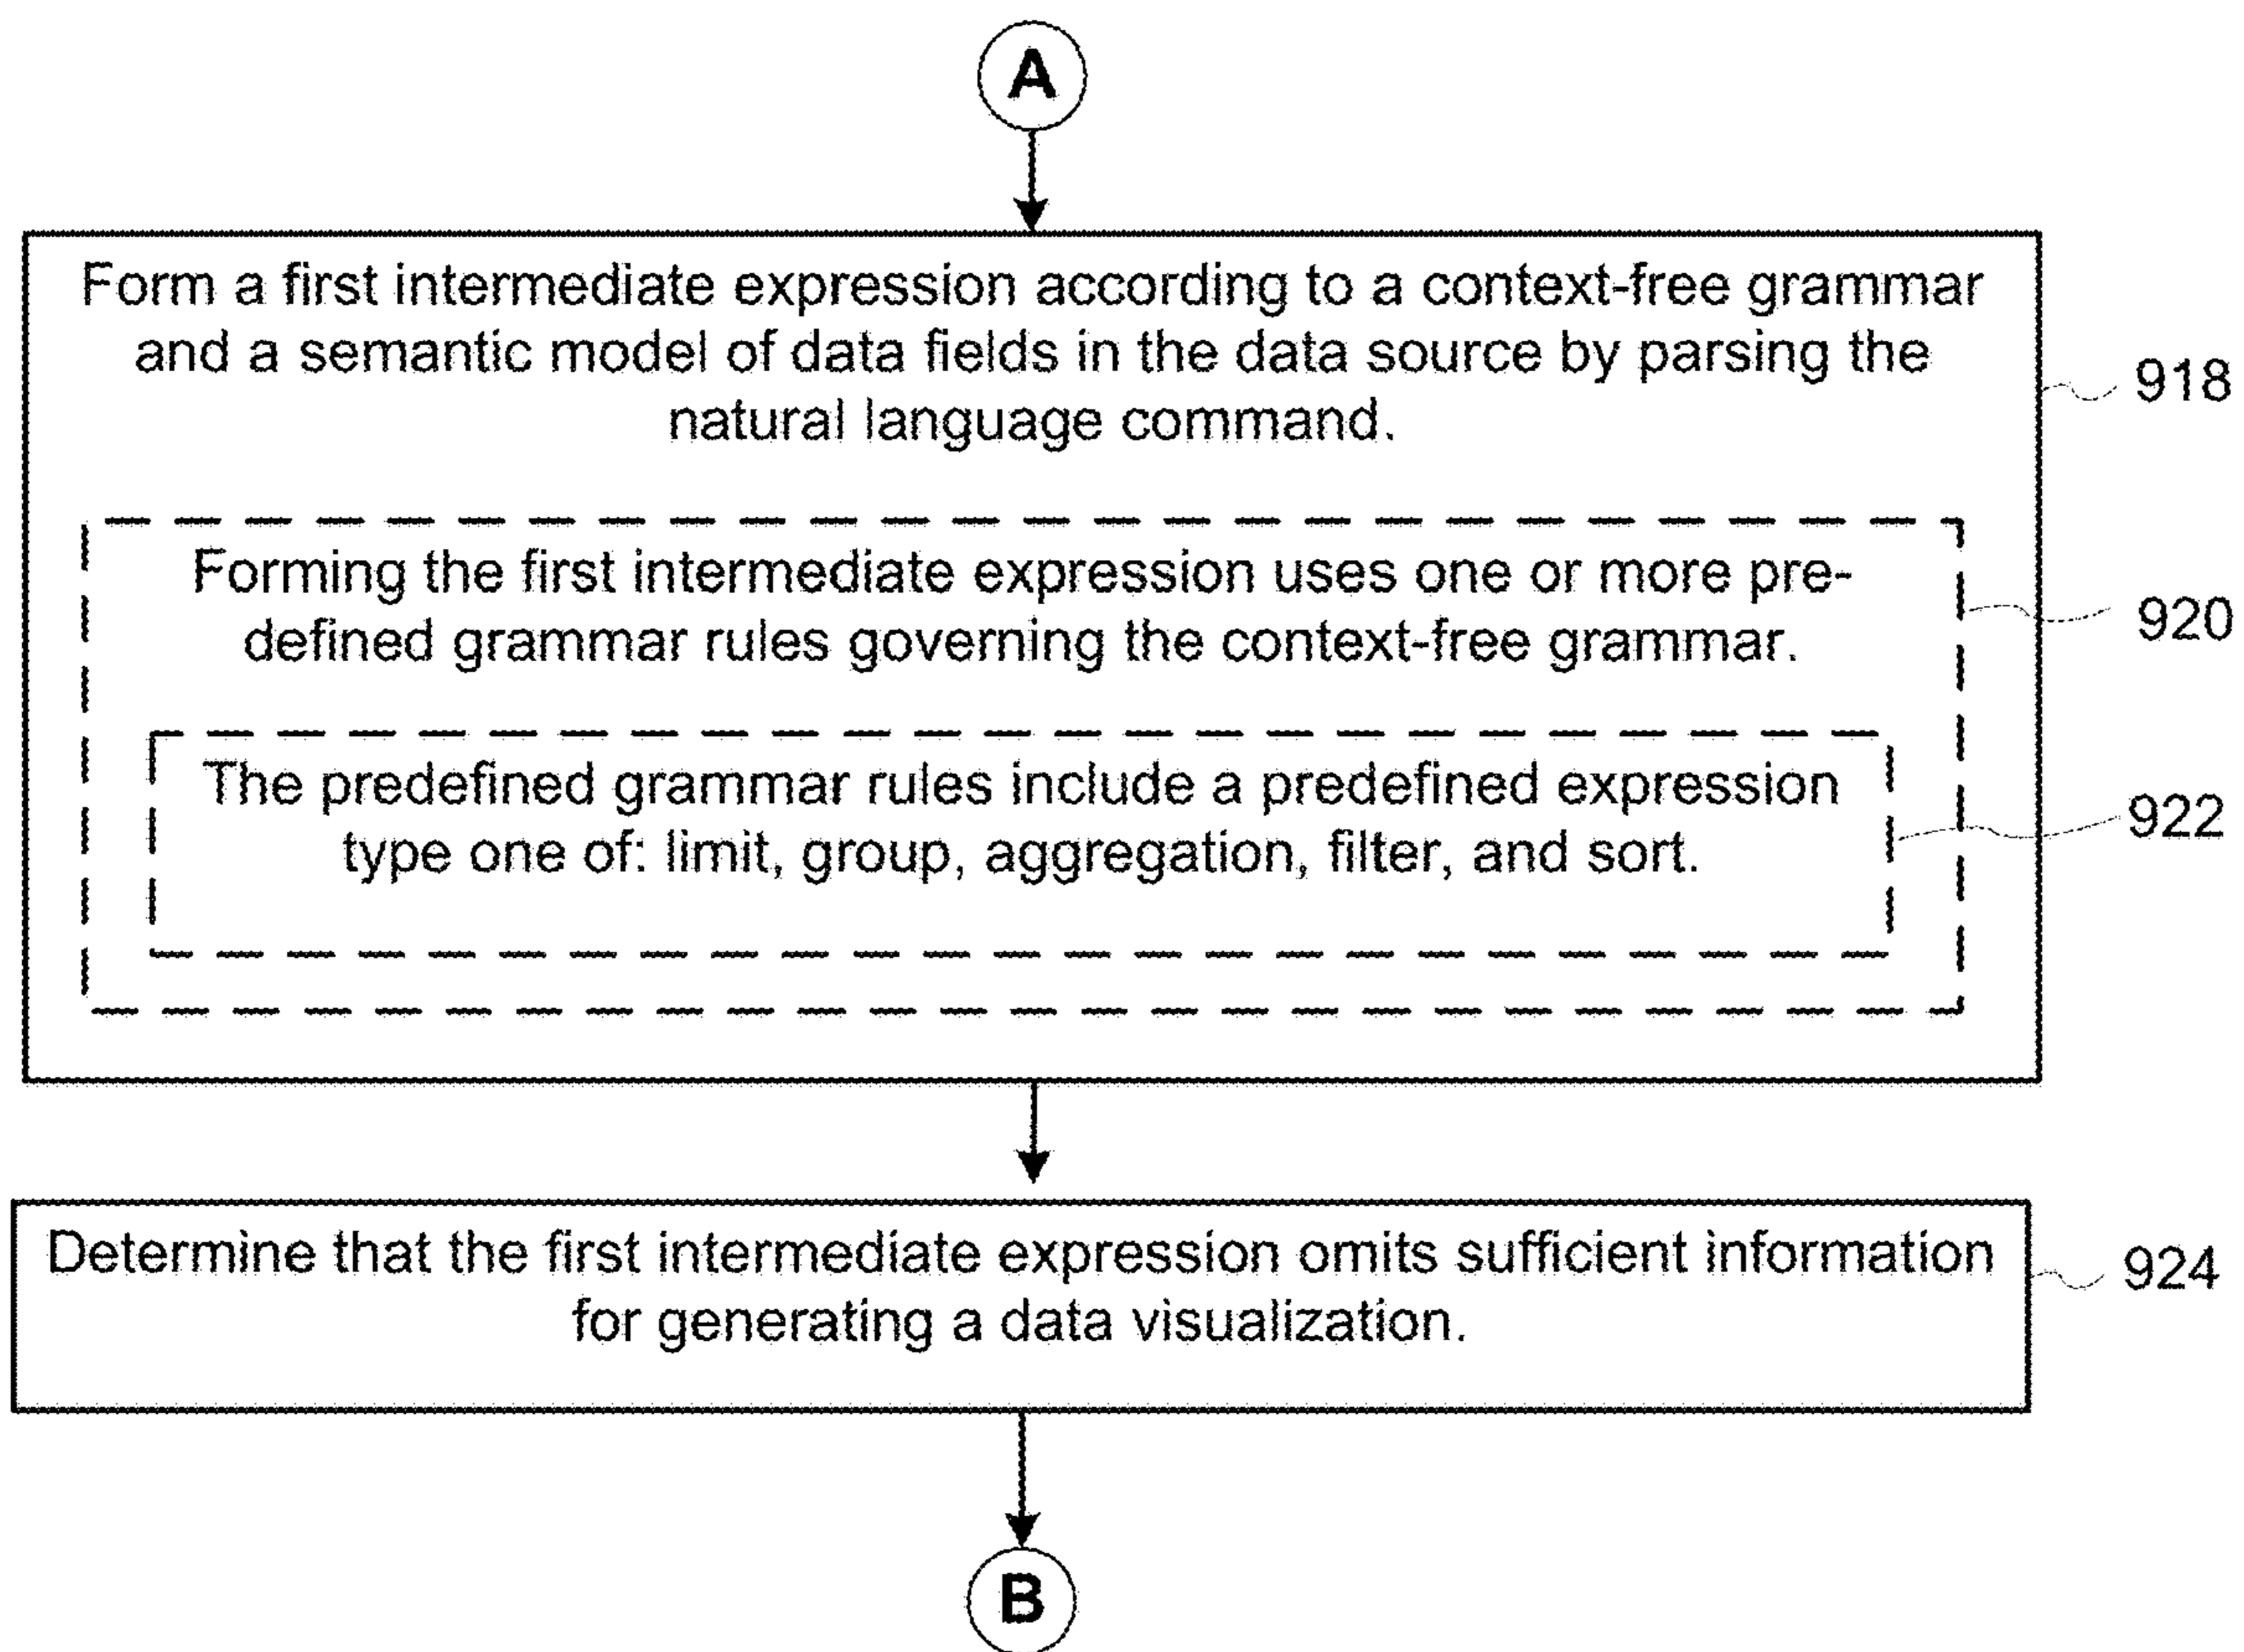 A
Form a first intermediate expression according to a context-free grammar
and a semantic model of data fields in the data source by parsing the
natural language command.
918
Forming the first intermediate expression uses one or more pre-
defined grammar rules governing the context-free grammar.
920
The predefined grammar rules include a predefined expression
type one of: limit, group, aggregation, filter, and sort.
922
Determine that the first intermediate expression omits sufficient information
for generating a data visualization.
924
B